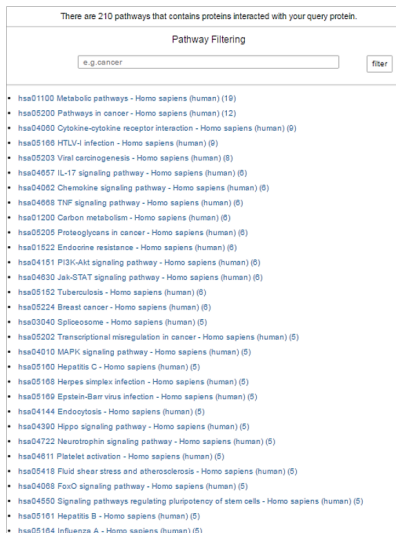 There are 210 pathways that contains proteins interacted with your query protein.
Pathway Filtering
e.g.cancer
filter
hsa01100 Metabolic pathways - Homo sapiens (human) (19)
hsa05200 Pathways in cancer - Homo sapiens (human) (12)
hsa04060 Cytokine-cytokine receptor interaction - Homo sapiens (human) (9)
hsa05166 HTLV-I infection - Homo sapiens (human) (9)
hsa05203 Viral carcinogenesis - Homo sapiens (human) (8)
hsa04657 IL-17 signaling pathway - Homo sapiens (human) (6)
hsa04062 Chemokine signaling pathway - Homo sapiens (human) (6)
hsa04668 TNF signaling pathway - Homo sapiens (human) (6)
hsa01200 Carbon metabolism - Homo sapiens (human) (6)
hsa05205 Proteoglycans in cancer - Homo sapiens (human) (6)
hsa01522 Endocrine resistance - Homo sapiens (human) (6)
hsa04151 PI3K-Akt signaling pathway - Homo sapiens (human) (6)
hsa04630 Jak-STAT signaling pathway - Homo sapiens (human) (6)
hsa05152 Tuberculosis - Homo sapiens (human) (6)
hsa05224 Breast cancer - Homo sapiens (human) (6)
hsa03040 Spliceosome - Homo sapiens (human) (5)
hsa05202 Transcriptional misregulation in cancer - Homo sapiens (human) (5)
hsa04010 MAPK signaling pathway - Homo sapiens (human) (5)
hsa05160 Hepatitis C - Homo sapiens (human) (5)
hsa05168 Herpes simplex infection - Homo sapiens (human) (5)
hsa05169 Epstein-Barr virus infection - Homo sapiens (human) (5)
hsa04144 Endocytosis - Homo sapiens (human) (5)
hsa04390 Hippo signaling pathway - Homo sapiens (human) (5)
hsa04722 Neurotrophin signaling pathway - Homo sapiens (human) (5)
hsa04611 Platelet activation - Homo sapiens (human) (5)
hsa05418 Fluid shear stress and atherosclerosis - Homo sapiens (human) (5)
hsa04068 FoxO signaling pathway - Homo sapiens (human) (5)
hsa04550 Signaling pathways regulating pluripotency of stem cells - Homo sapiens (human) (5)
hsa05161 Hepatitis B - Homo sapiens (human) (5)
hsa05164 Influenza A - Homo sapiens (human) (5)